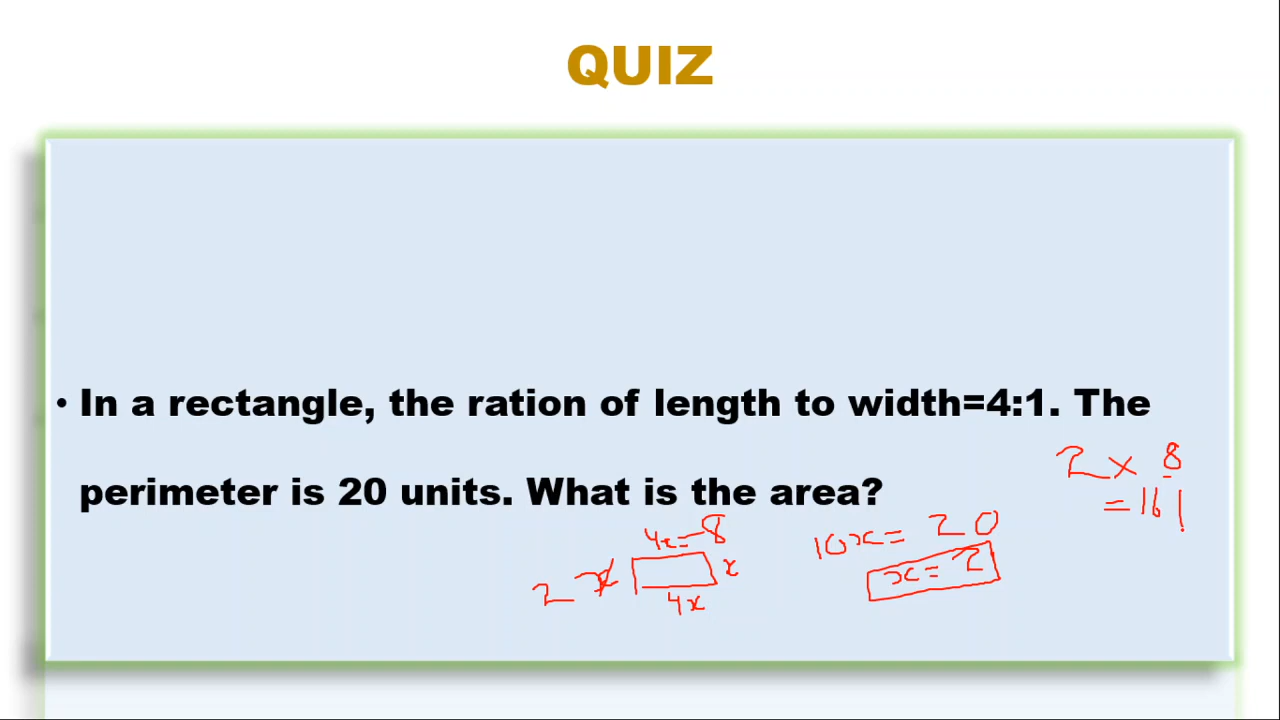 QUIZ
• In a rectangle, the ration of length to width=4:1. The
perimeter is 20 units. What is the area?
2 × 8
= 16
4x = 8
2 x
x
4x
10x = 20
x = 2